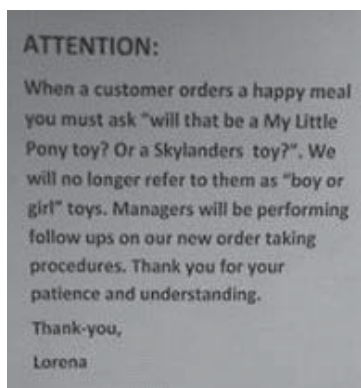 ATTENTION:
When a customer orders a happy meal
you must ask "will that be a My Little
Pony toy? Or a Skylanders toy?". We
will no longer refer to them as "boy or
girl" toys. Managers will be performing
follow ups on our new order taking
procedures. Thank you for your
patience and understanding.
Thank-you,
Lorena